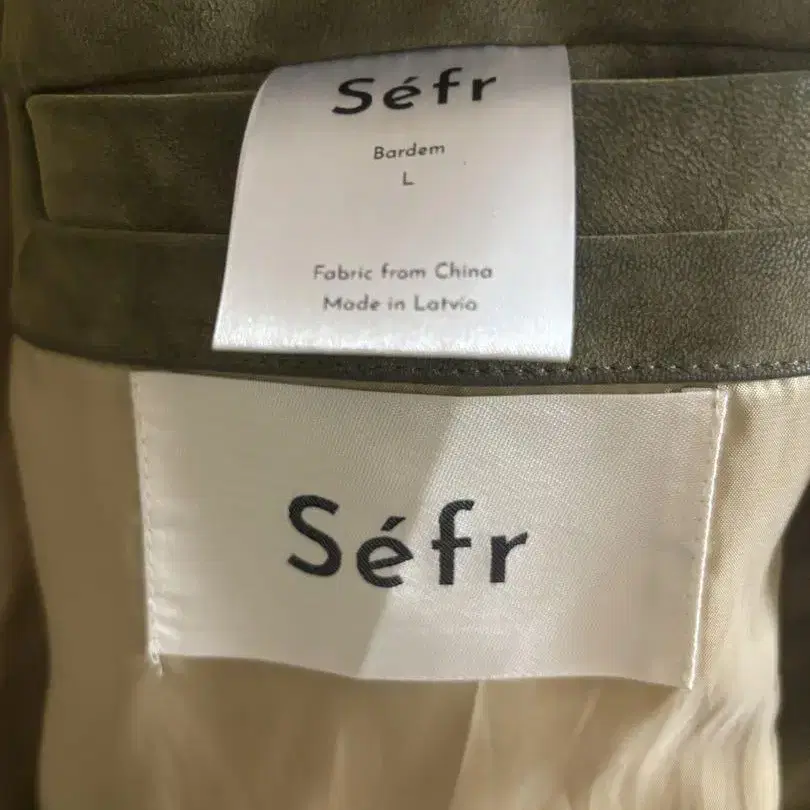 Séfr
Bardem
L
Fabric from China
Made in Latvia
Séfr